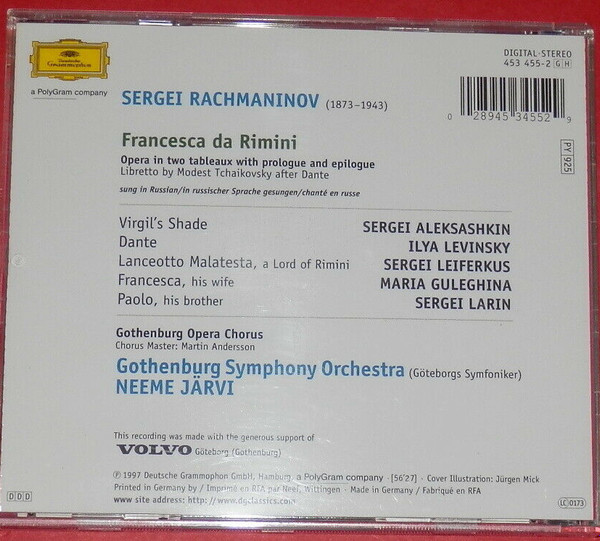 Deutsche
Grammophon
a PolyGram company
DIGITAL·STEREO
453 455-2 GH
SERGEI RACHMANINOV (1873–1943)
0 28945 34552 9
PY 925
Francesca da Rimini
Opera in two tableaux with prologue and epilogue
Libretto by Modest Tchaikovsky after Dante
sung in Russian/in russischer Sprache gesungen/chanté en russe
Virgil's Shade SERGEI ALEKSASHKIN
Dante ILYA LEVINSKY
Lanceotto Malatesta, a Lord of Rimini SERGEI LEIFERKUS
Francesca, his wife MARIA GULEGHINA
Paolo, his brother SERGEI LARIN
Gothenburg Opera Chorus
Chorus Master: Martin Andersson
Gothenburg Symphony Orchestra (Göteborgs Symfoniker)
NEEME JÄRVI
This recording was made with the generous support of
VOLVO Göteborg (Gothenburg)
℗ 1997 Deutsche Grammophon GmbH, Hamburg, a PolyGram company · [56'27] · Cover Illustration: Jürgen Mick
Printed in Germany by / Imprimé en RFA par Neef, Wittingen · Made in Germany / Fabriqué en RFA
www site address: http://www.dgclassics.com
DDD
LC 0173